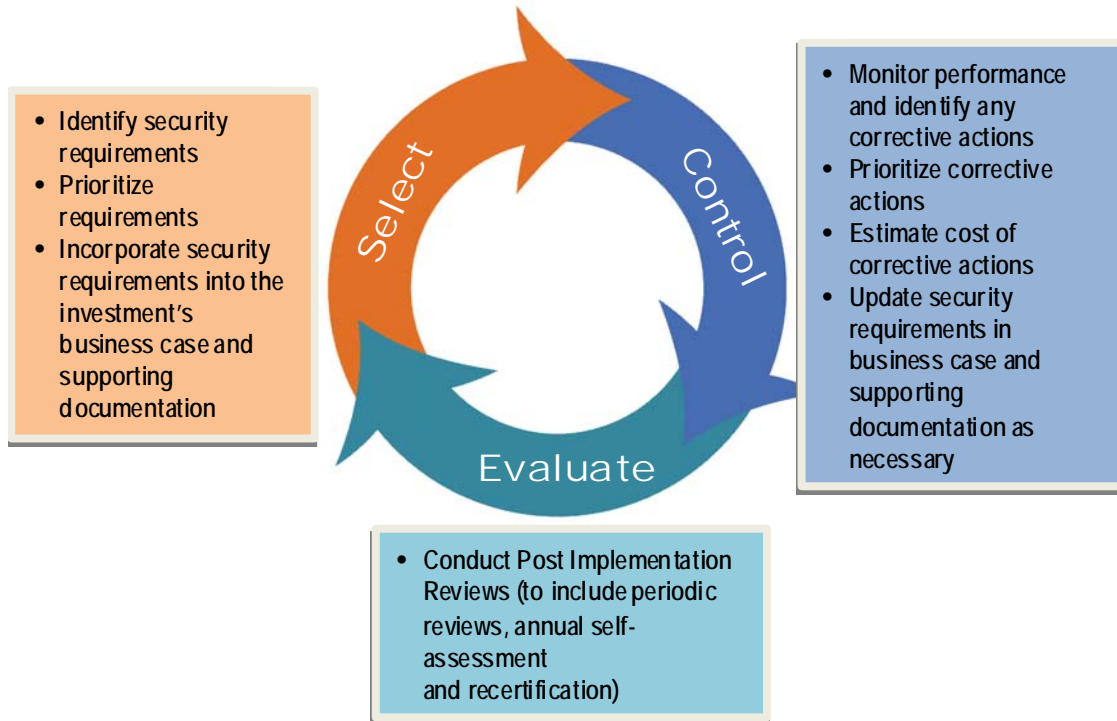 • Identify security
requirements
• Prioritize
requirements
• Incorporate security
requirements into the
investment's
business case and
supporting
documentation
Select
Control
• Monitor performance
and identify any
corrective actions
• Prioritize corrective
actions
• Estimate cost of
corrective actions
• Update security
requirements in
business case and
supporting
documentation as
necessary
Evaluate
• Conduct Post Implementation
Reviews (to include periodic
reviews, annual self-
assessment
and recertification)